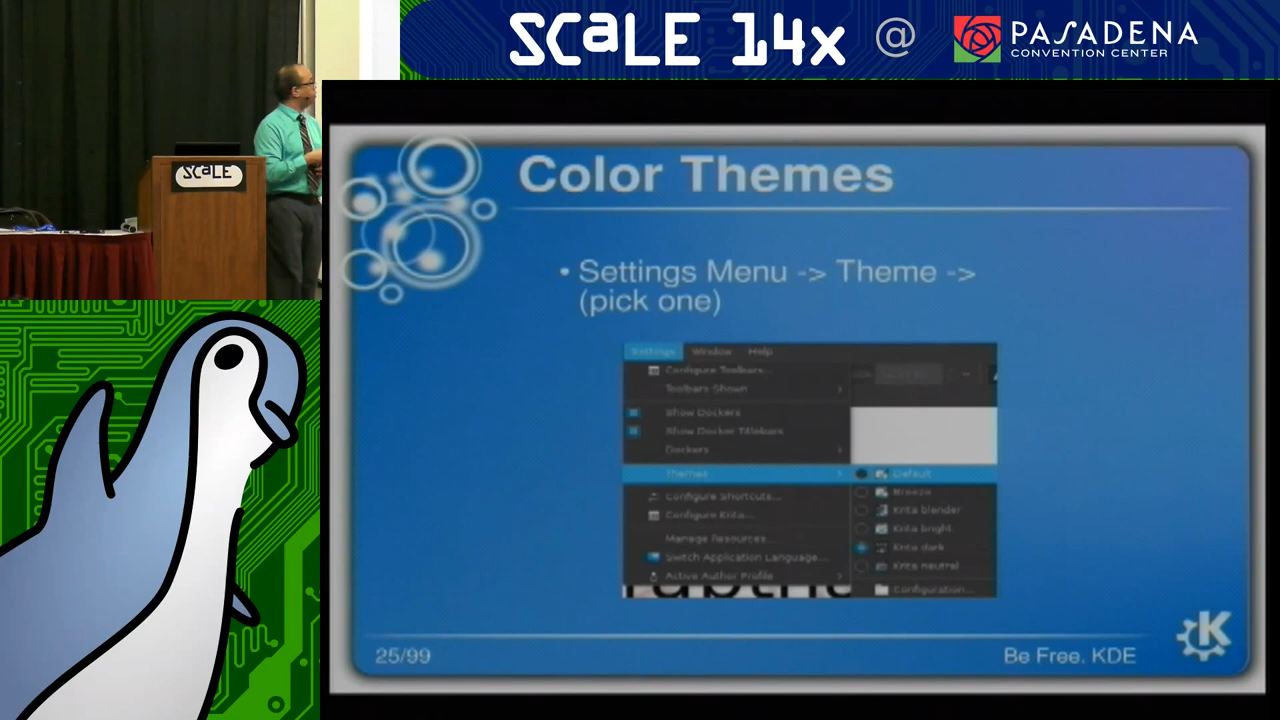 SCALE 14x @ PASADENA
CONVENTION CENTER
SCALE
Color Themes
• Settings Menu -> Theme ->
(pick one)
Settings Window Help
Configure Toolbars...
Toolbars Shown
Show Dockers
Show Docker Titlebars
Dockers
Themes
Default
Breeze
Configure Shortcuts...
Krita blender
Configure Krita...
Krita bright
Manage Resources...
Krita dark
Switch Application Language...
Krita neutral
Active Author Profile
Configuration...
25/99
Be Free. KDE
K